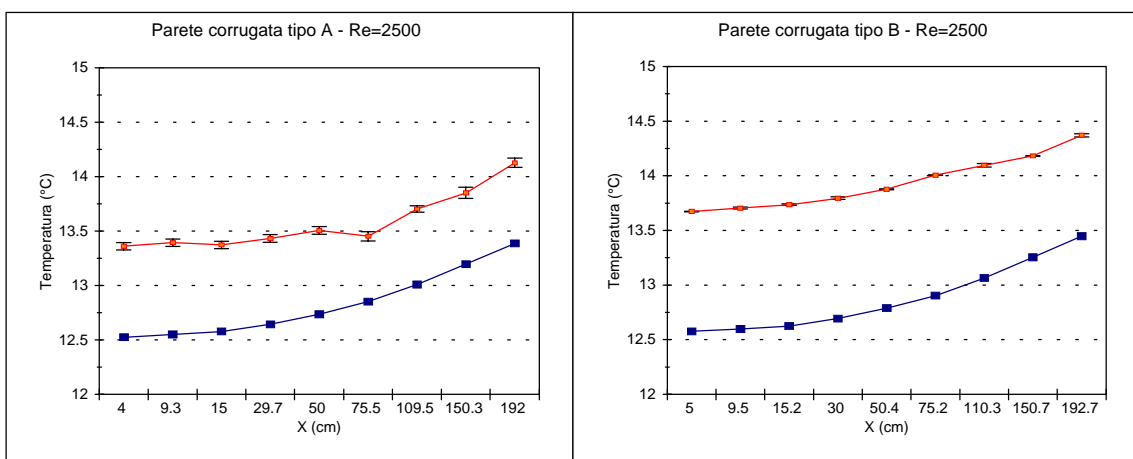 Parete corrugata tipo A - Re=2500
15
14.5
14
13.5
13
12.5
12
Temperatura (°C)
4 9.3 15 29.7 50 75.5 109.5 150.3 192
X (cm)
Parete corrugata tipo B - Re=2500
15
14.5
14
13.5
13
12.5
12
Temperatura (°C)
5 9.5 15.2 30 50.4 75.2 110.3 150.7 192.7
X (cm)